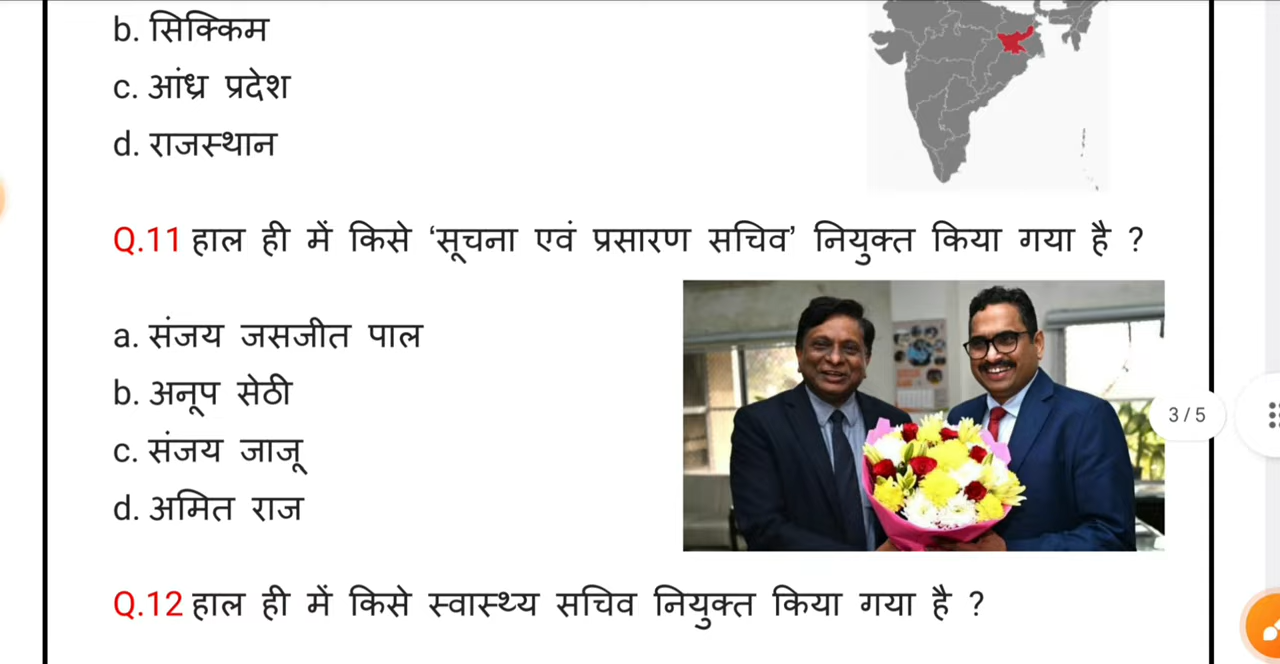 b. सिक्किम
c. आंध्र प्रदेश
d. राजस्थान
Q.11 हाल ही में किसे ‘सूचना एवं प्रसारण सचिव’ नियुक्त किया गया है ?
a. संजय जसजीत पाल
b. अनूप सेठी
c. संजय जाजू
d. अमित राज
3 / 5
Q.12 हाल ही में किसे स्वास्थ्य सचिव नियुक्त किया गया है ?